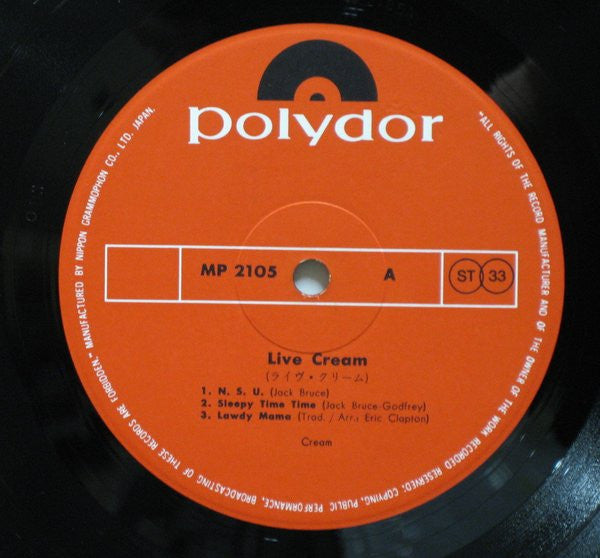 polydor
MP 2105
A
ST 33
Live Cream
(ライヴ・クリーム)
1. N. S. U. (Jack Bruce)
2. Sleepy Time Time (Jack Bruce-Godfrey)
3. Lawdy Mama (Trad. / Arr.: Eric Clapton)
Cream
"ALL RIGHTS OF THE RECORD MANUFACTURER AND OF THE OWNER OF THE WORK RECORDED RESERVED; COPYING, PUBLIC PERFORMANCE, BROADCASTING OF THESE RECORDS ARE FORBIDDEN." MANUFACTURED BY NIPPON GRAMMOPHON CO., LTD. JAPAN.